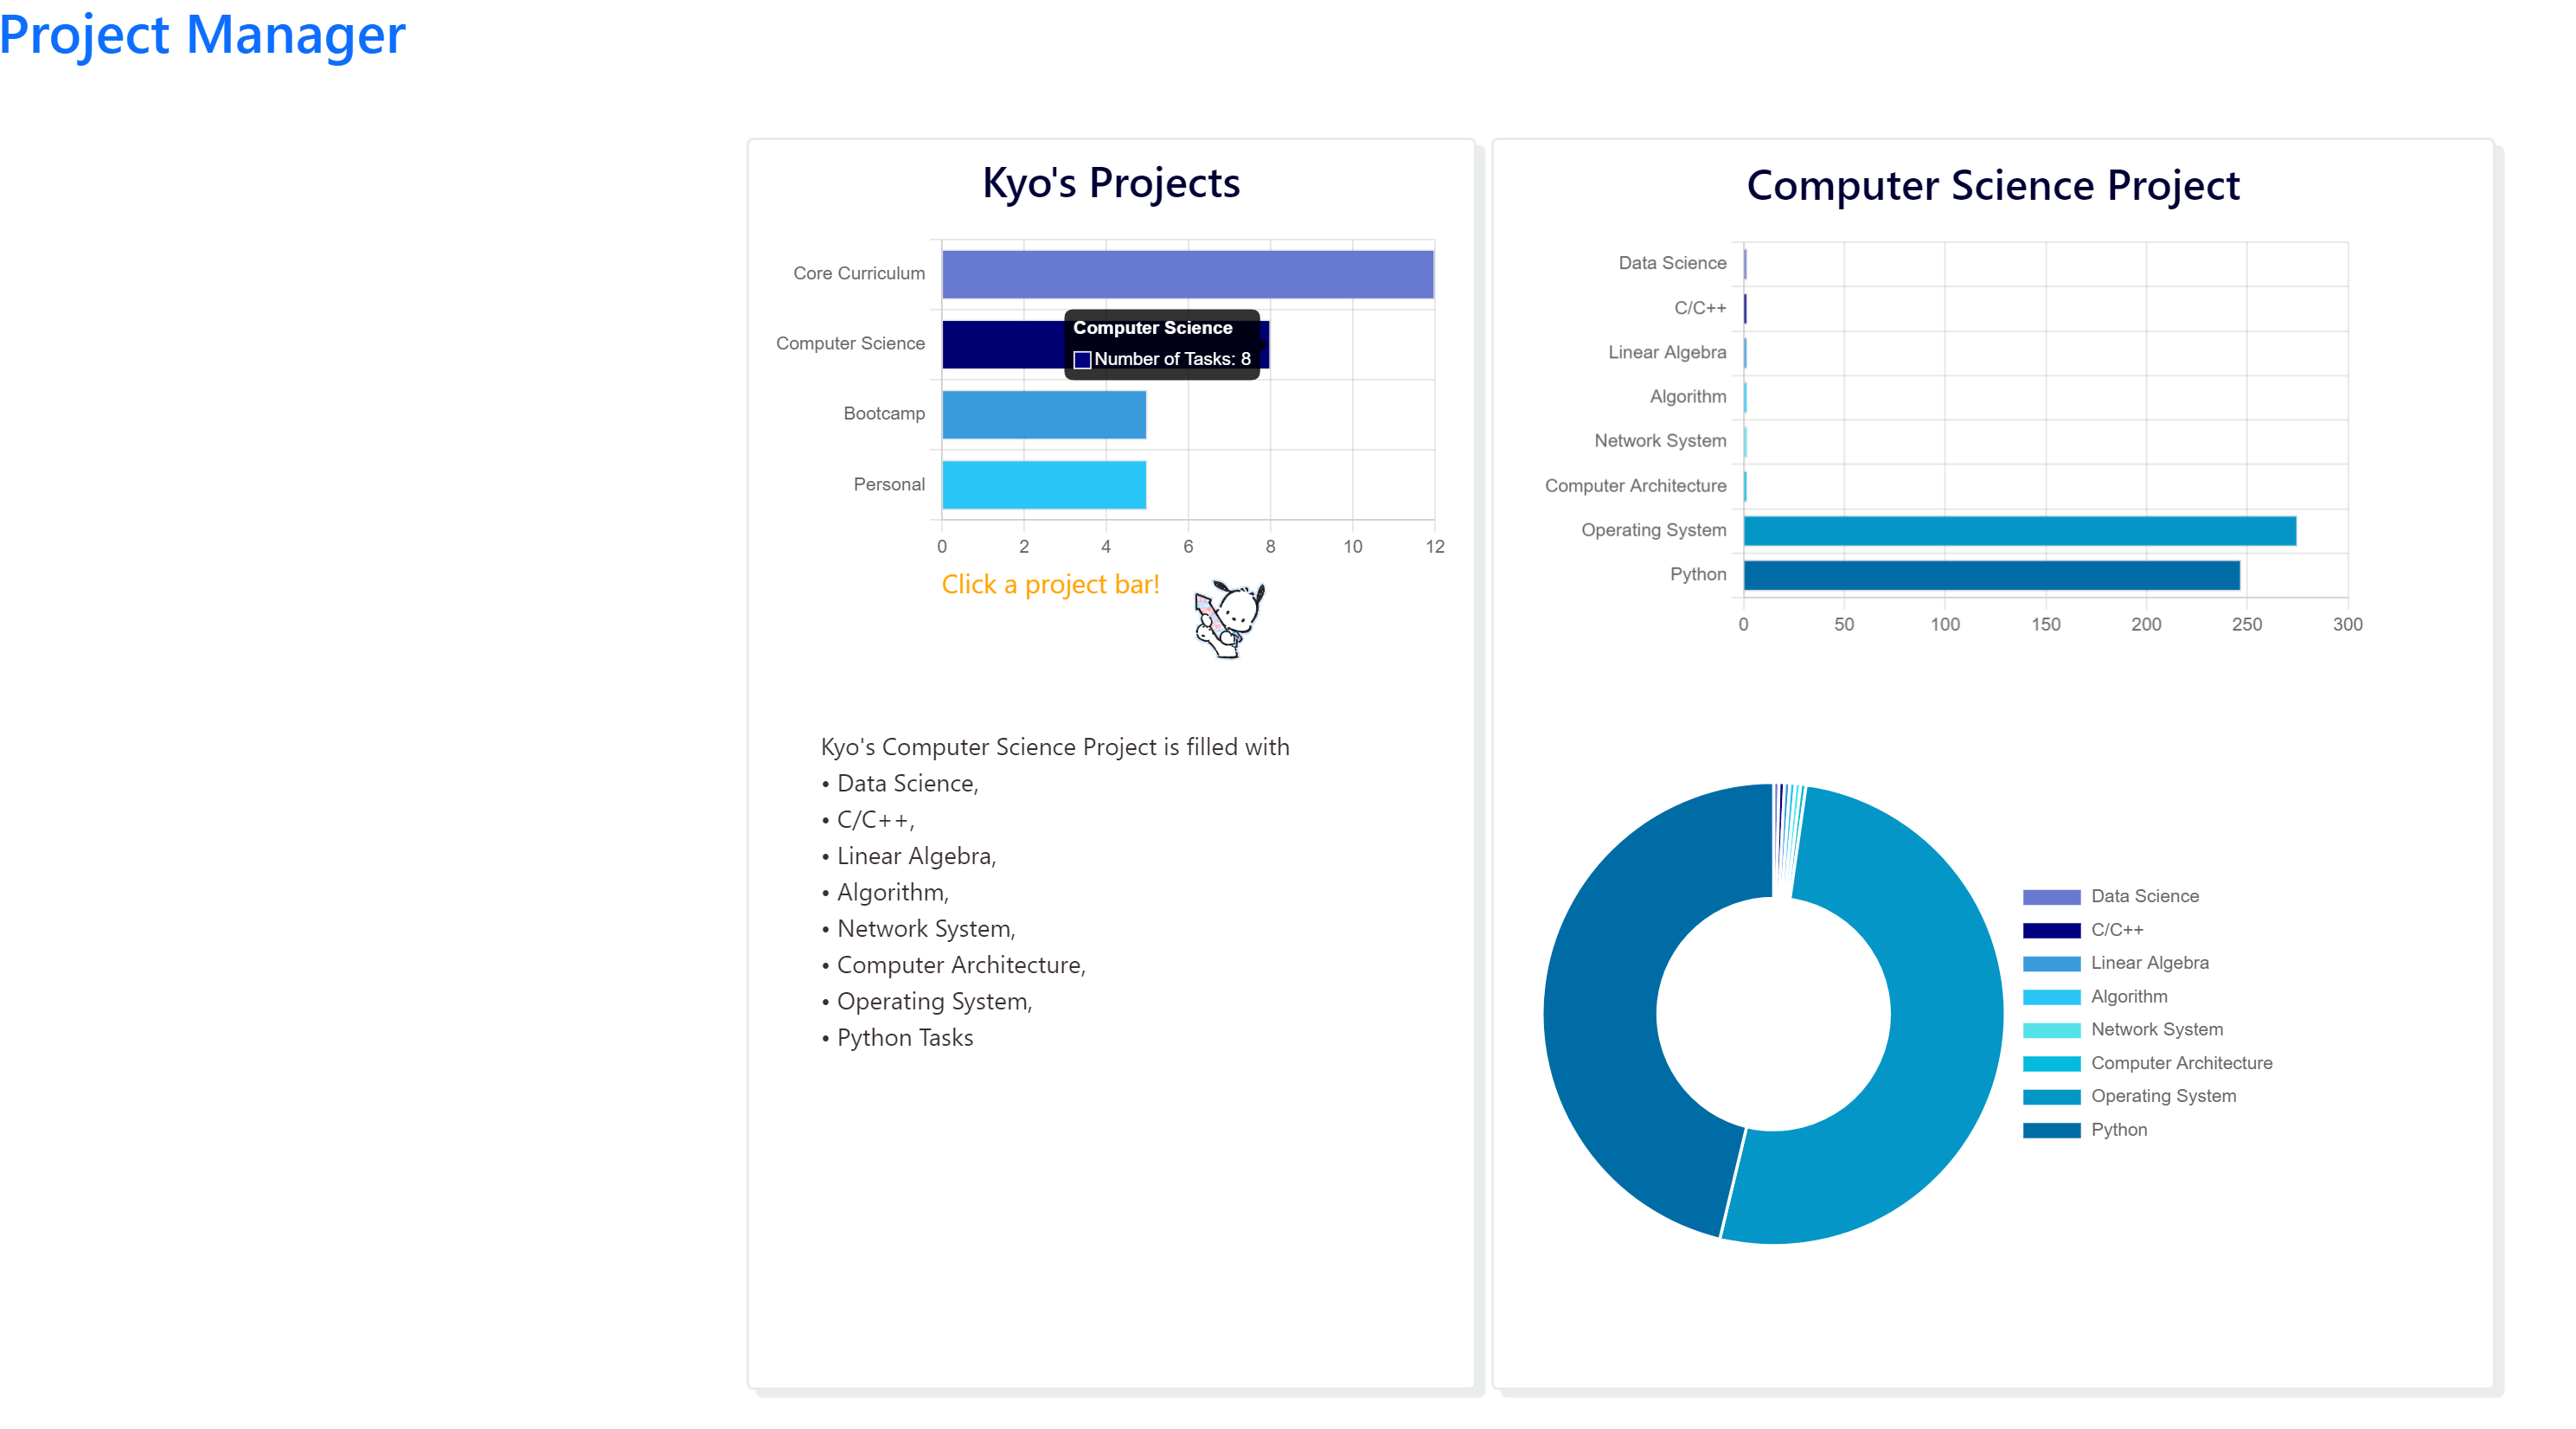 Project Manager
Kyo's Projects
Core Curriculum
Computer Science
Bootcamp
Personal
Computer Science
Number of Tasks: 8
0 2 4 6 8 10 12
Click a project bar!
Kyo's Computer Science Project is filled with
• Data Science,
• C/C++,
• Linear Algebra,
• Algorithm,
• Network System,
• Computer Architecture,
• Operating System,
• Python Tasks
Computer Science Project
Data Science
C/C++
Linear Algebra
Algorithm
Network System
Computer Architecture
Operating System
Python
0 50 100 150 200 250 300
Data Science
C/C++
Linear Algebra
Algorithm
Network System
Computer Architecture
Operating System
Python